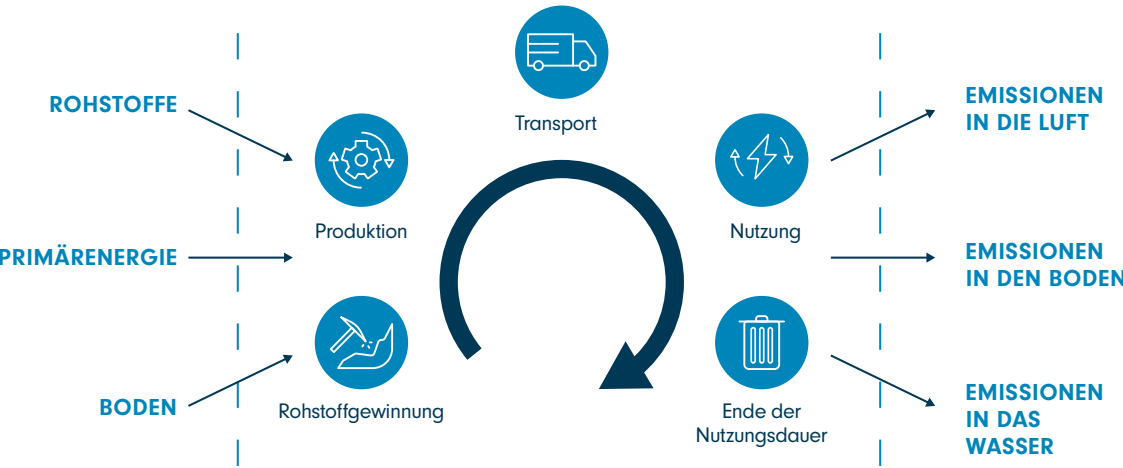 ROHSTOFFE
PRIMÄRENERGIE
BODEN
Transport
Produktion
Rohstoffgewinnung
Nutzung
Ende der
Nutzungsdauer
EMISSIONEN
IN DIE LUFT
EMISSIONEN
IN DEN BODEN
EMISSIONEN
IN DAS
WASSER